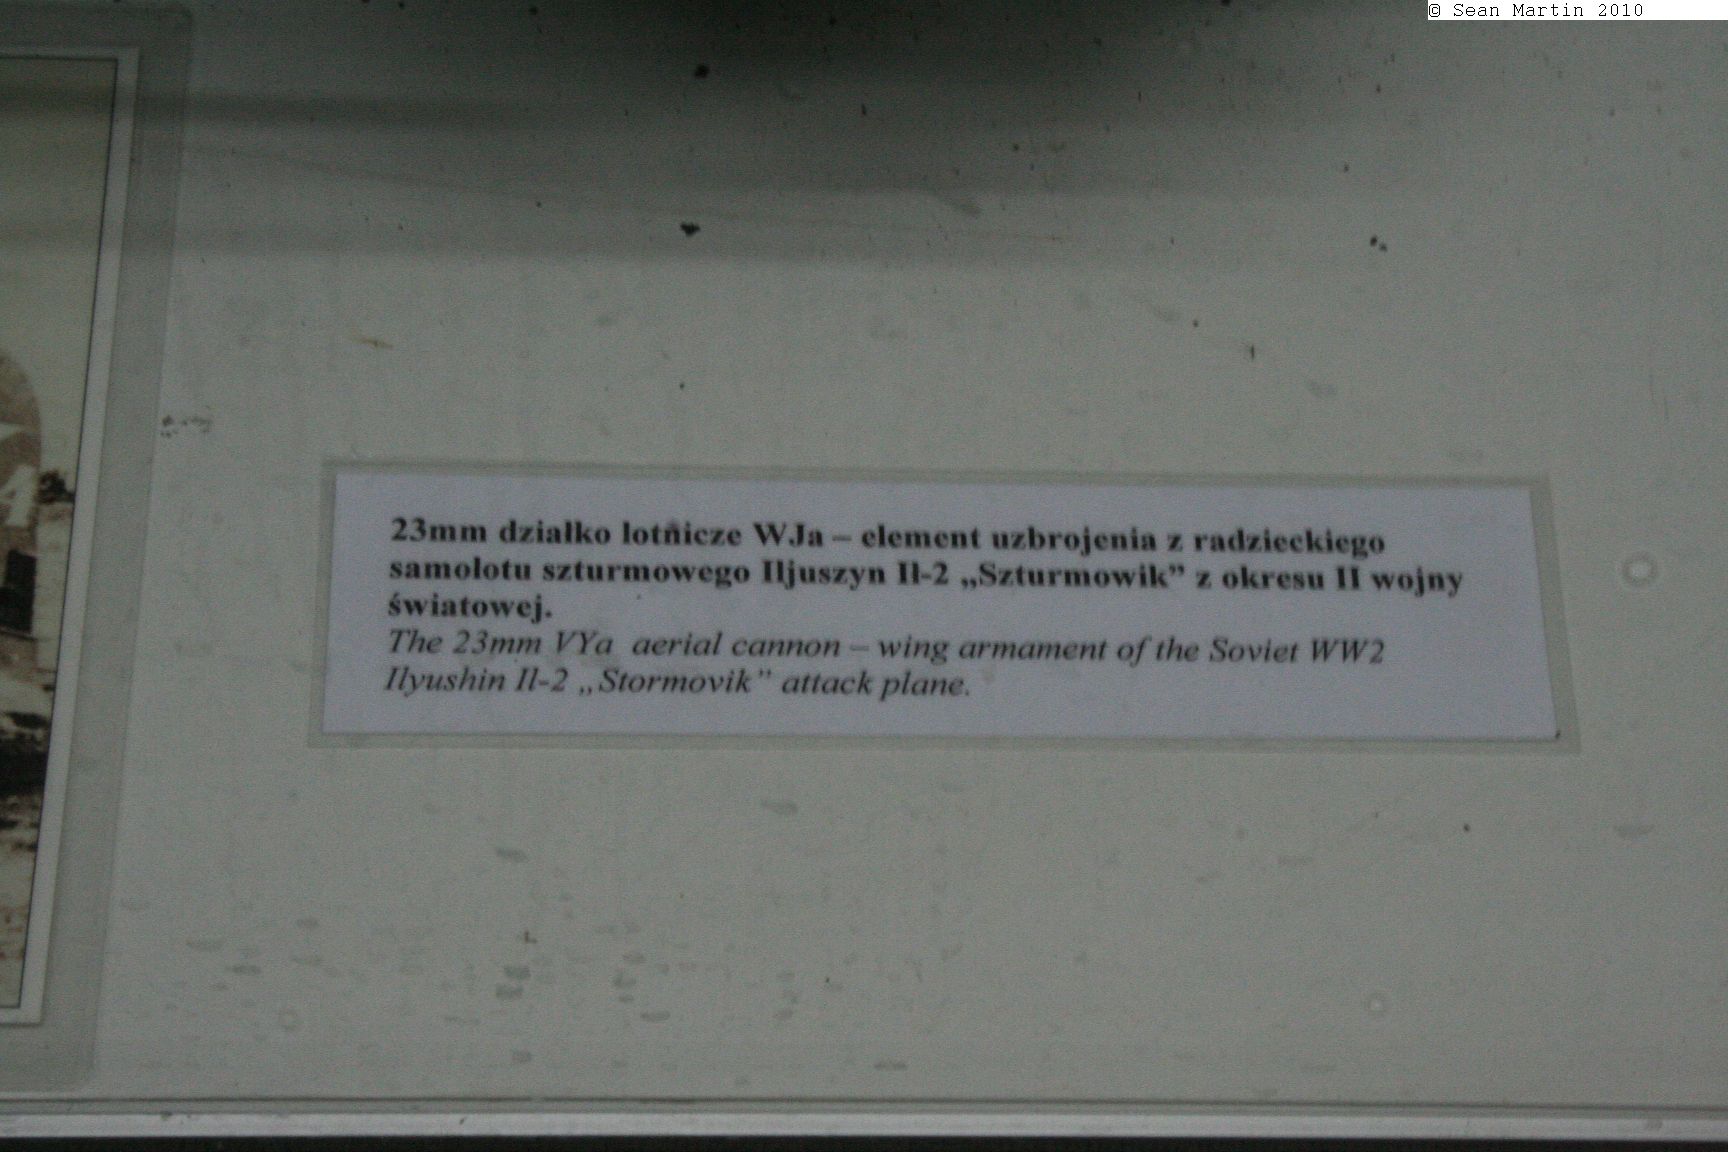 © Sean Martin 2010
23mm działko lotnicze WJa – element uzbrojenia z radzieckiego
samolotu szturmowego Iljuszyn Il-2 „Szturmowik” z okresu II wojny
światowej.
The 23mm VYa aerial cannon – wing armament of the Soviet WW2
Ilyushin Il-2 „Stormovik” attack plane.
4